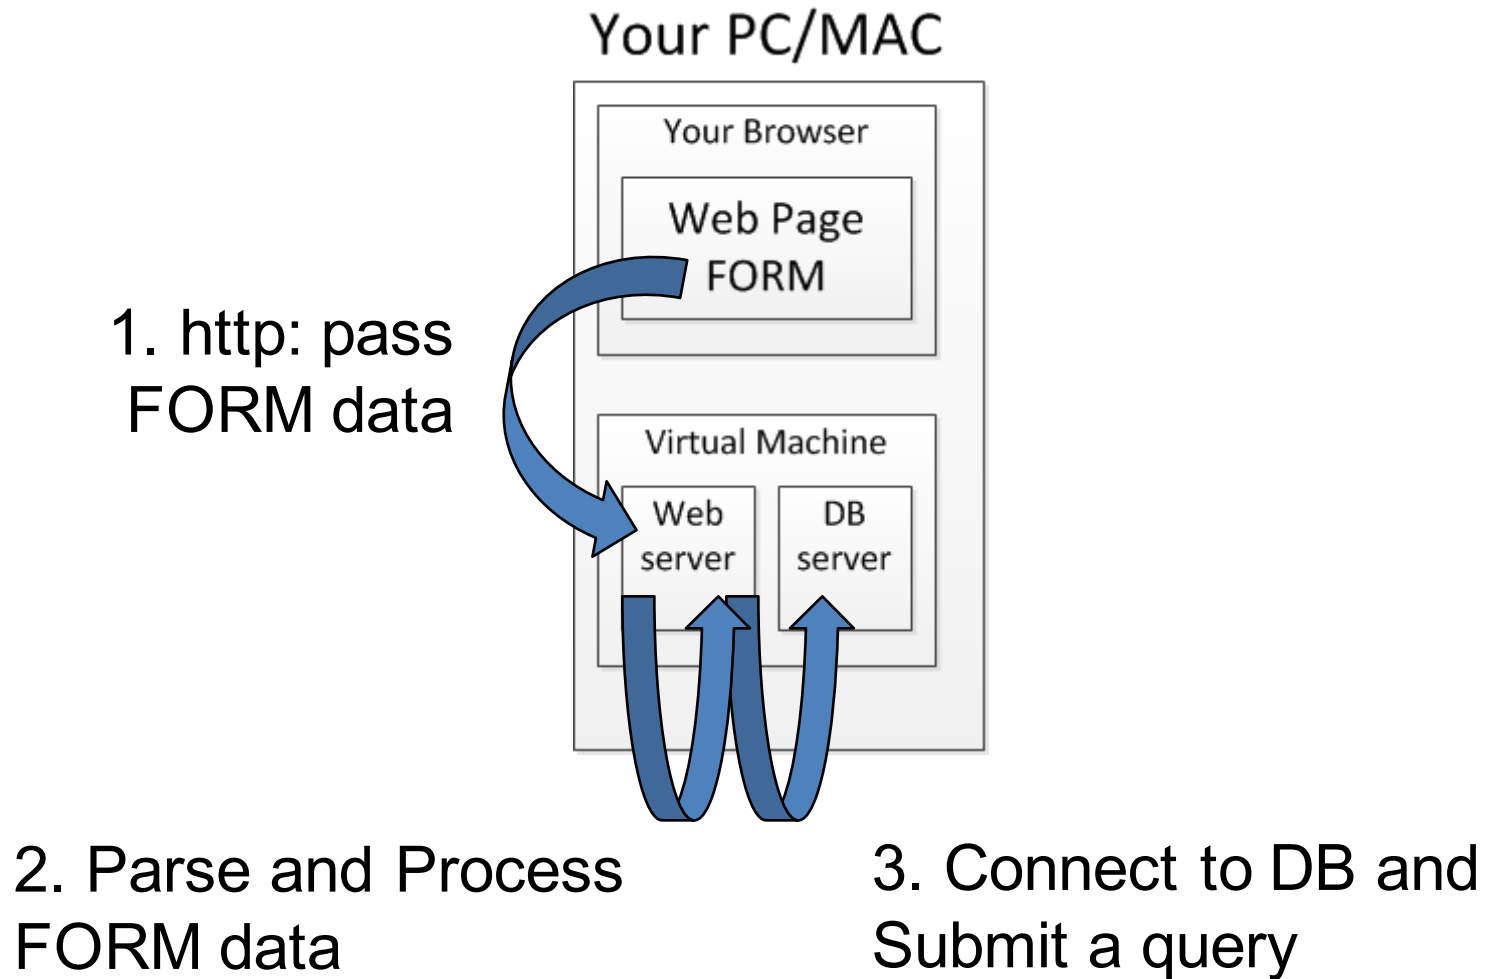 Your PC/MAC
Your Browser
Web Page
FORM
1. http: pass
FORM data
Virtual Machine
Web
server
DB
server
2. Parse and Process
FORM data
3. Connect to DB and
Submit a query